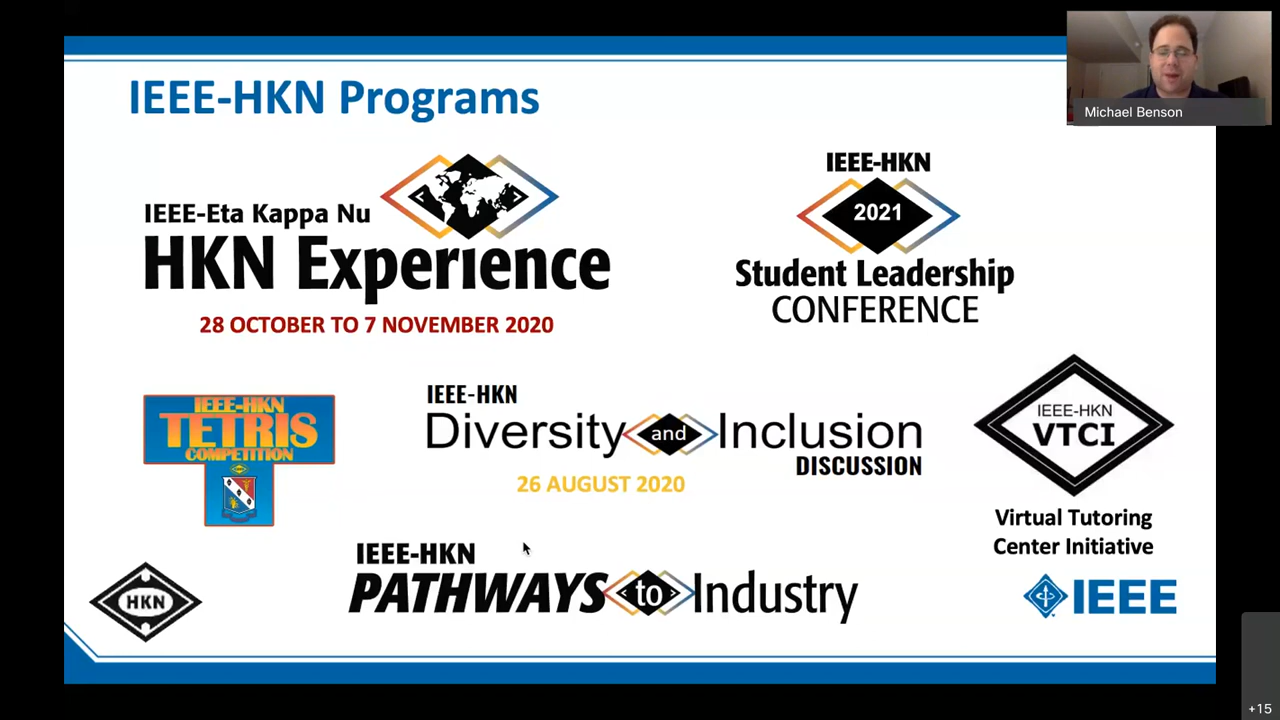 IEEE-HKN Programs
Michael Benson
IEEE-Eta Kappa Nu
HKN Experience
28 OCTOBER TO 7 NOVEMBER 2020
IEEE-HKN
2021
Student Leadership
CONFERENCE
IEEE-HKN
TETRIS
COMPETITION
IEEE-HKN
Diversity and Inclusion
DISCUSSION
26 AUGUST 2020
IEEE-HKN
VTCI
Virtual Tutoring
Center Initiative
IEEE-HKN
PATHWAYS to Industry
HKN
IEEE
+15